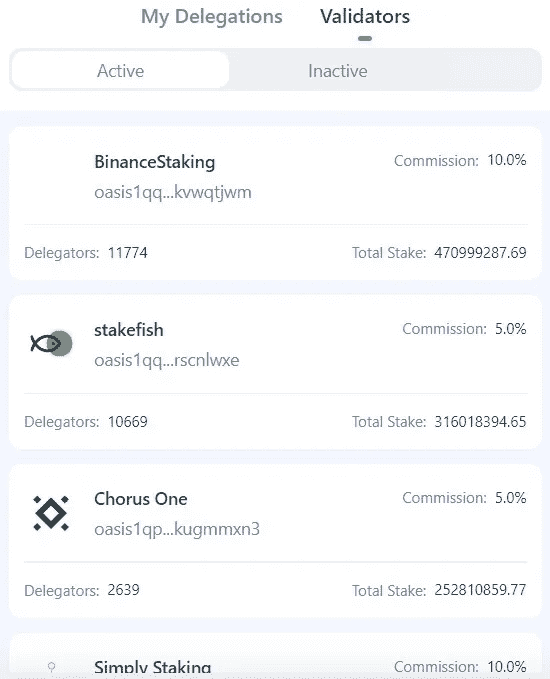 My Delegations Validators
Active Inactive
BinanceStaking Commission: 10.0%
oasis1qq...kvwqtjwm
Delegators: 11774 Total Stake: 470999287.69
stakefish Commission: 5.0%
oasis1qq...rscnlwxe
Delegators: 10669 Total Stake: 316018394.65
Chorus One Commission: 5.0%
oasis1qp...kugmmxn3
Delegators: 2639 Total Stake: 252810859.77
Simply Staking Commission: 10.0%